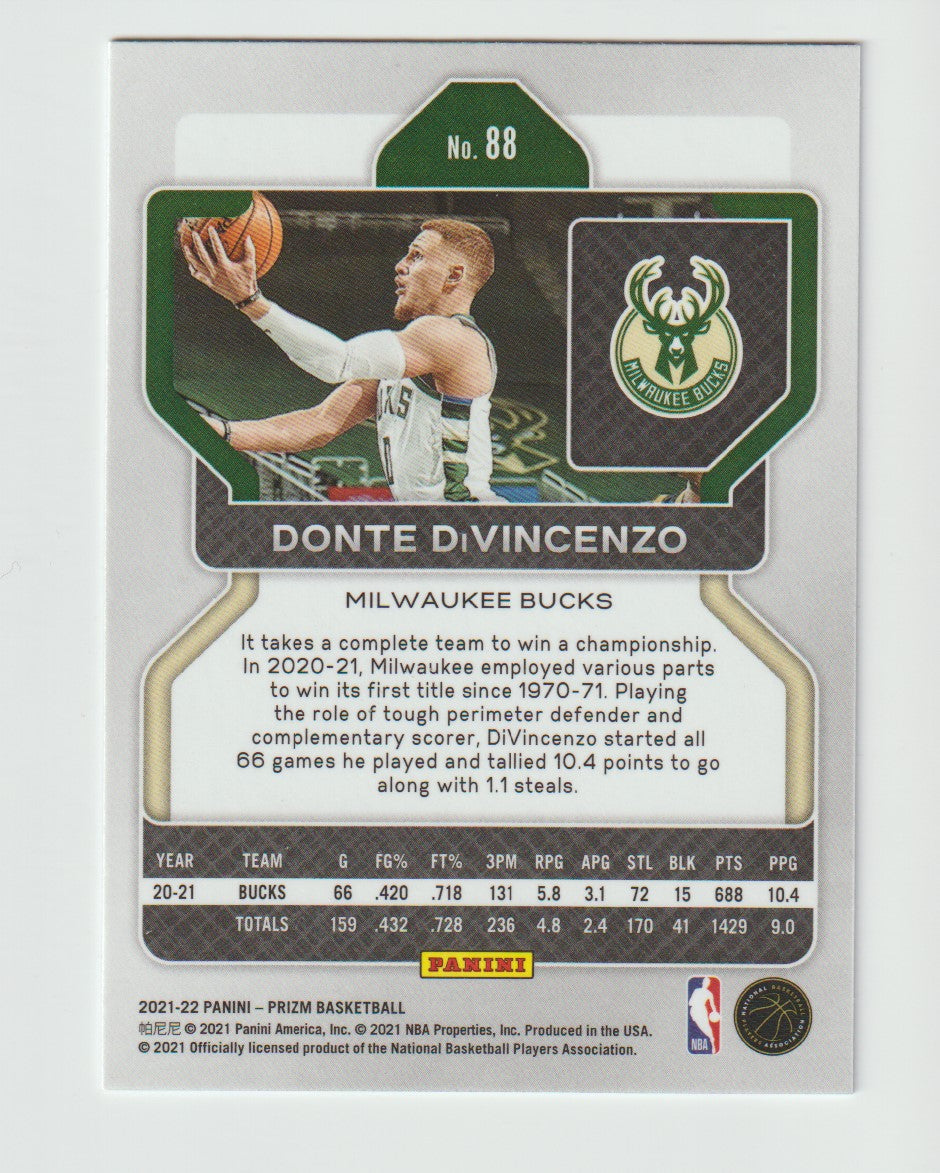 No. 88
MILWAUKEE BUCKS
DONTE DiVINCENZO
MILWAUKEE BUCKS
It takes a complete team to win a championship.
In 2020-21, Milwaukee employed various parts
to win its first title since 1970-71. Playing
the role of tough perimeter defender and
complementary scorer, DiVincenzo started all
66 games he played and tallied 10.4 points to go
along with 1.1 steals.
YEAR TEAM G FG% FT% 3PM RPG APG STL BLK PTS PPG
20-21 BUCKS 66 .420 .718 131 5.8 3.1 72 15 688 10.4
TOTALS 159 .432 .728 236 4.8 2.4 170 41 1429 9.0
PANINI
2021-22 PANINI – PRIZM BASKETBALL
帕尼尼 © 2021 Panini America, Inc. © 2021 NBA Properties, Inc. Produced in the USA.
© 2021 Officially licensed product of the National Basketball Players Association.
NBA
NATIONAL BASKETBALL
PLAYERS ASSOCIATION